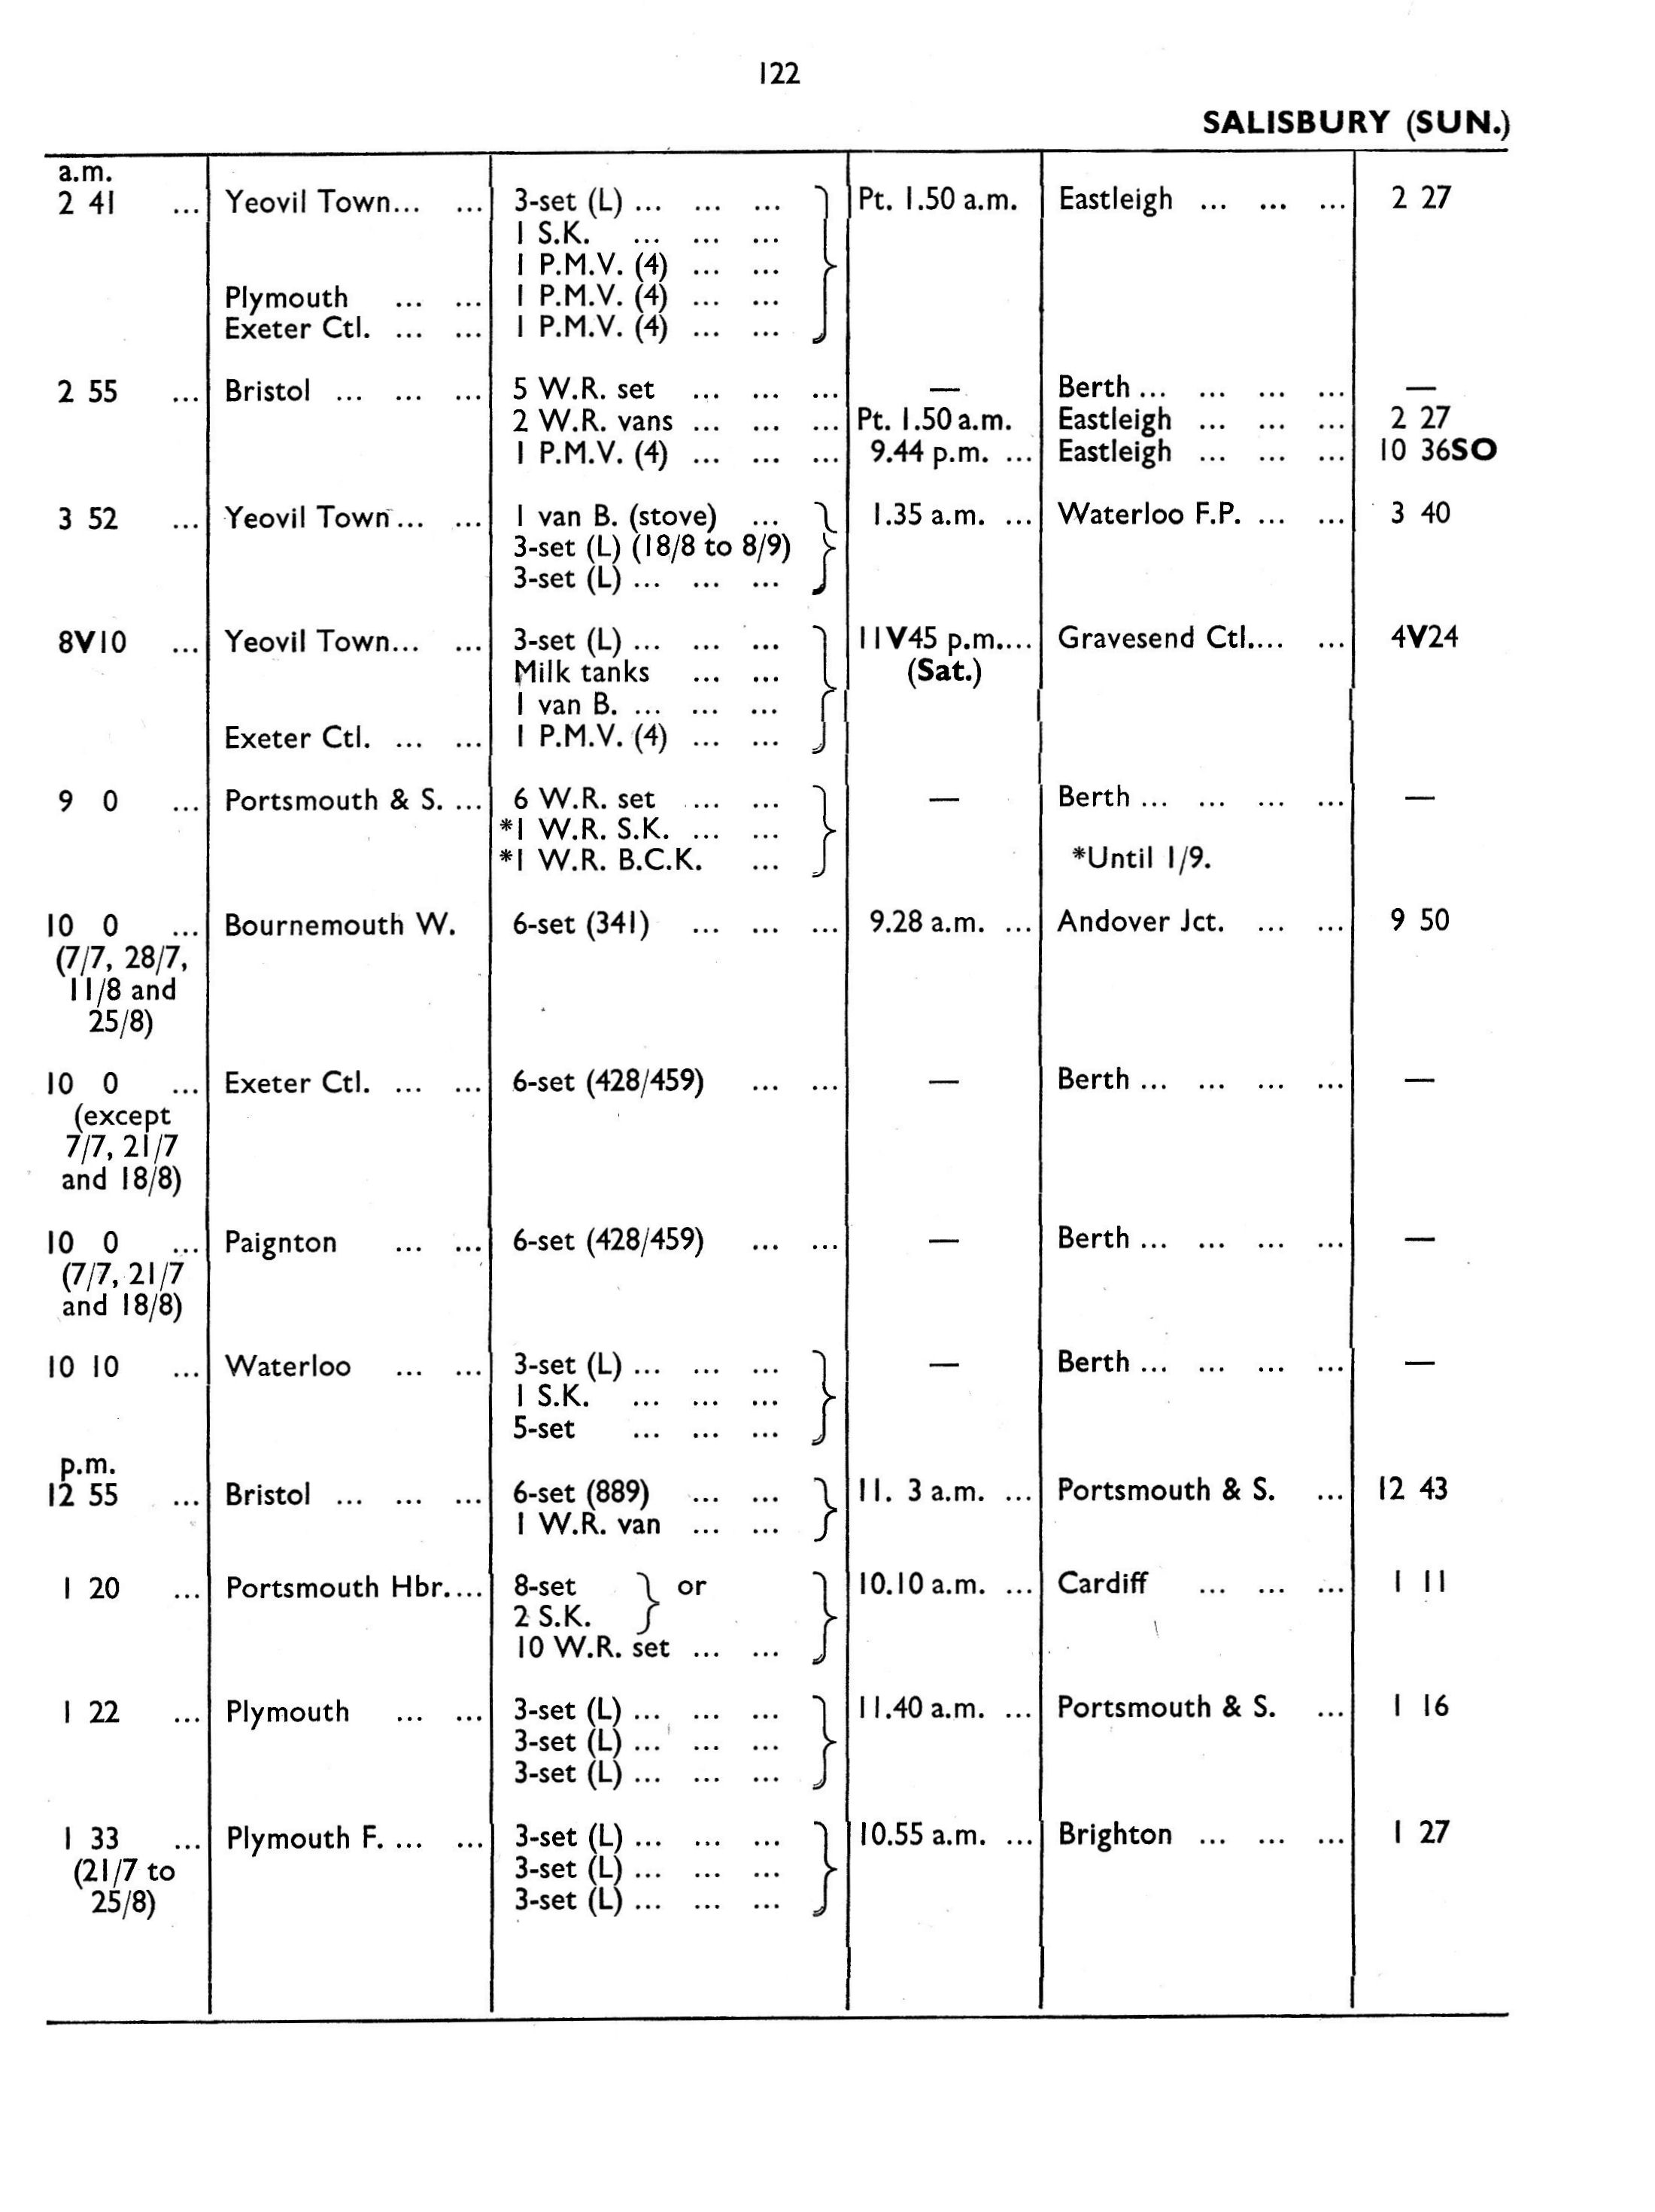 122
SALISBURY (SUN.)
a.m.
2 41 ... Yeovil Town... ... 3-set (L) ... ... ... Pt. 1.50 a.m. Eastleigh ... ... ... 2 27
1 S.K. ... ... ...
1 P.M.V. (4) ... ...
Plymouth ... ... 1 P.M.V. (4) ... ...
Exeter Ctl. ... ... 1 P.M.V. (4) ... ...
2 55 ... Bristol ... ... ... 5 W.R. set ... ... ... — Berth ... ... ... ... —
2 W.R. vans ... ... ... Pt. 1.50 a.m. Eastleigh ... ... ... 2 27
1 P.M.V. (4) ... ... ... 9.44 p.m. ... Eastleigh ... ... ... 10 36SO
3 52 ... Yeovil Town ... ... 1 van B. (stove) ... 1.35 a.m. ... Waterloo F.P. ... ... 3 40
3-set (L) (18/8 to 8/9)
3-set (L) ... ... ...
8V10 ... Yeovil Town... ... 3-set (L) ... ... ... 11V45 p.m.... Gravesend Ctl.... ... 4V24
Milk tanks ... ... (Sat.)
1 van B. ... ... ...
Exeter Ctl. ... ... 1 P.M.V. (4) ... ...
9 0 ... Portsmouth & S. ... 6 W.R. set ... ... — Berth ... ... ... ... —
*1 W.R. S.K. ... ...
*1 W.R. B.C.K. ... *Until 1/9.
10 0 ... Bournemouth W. 6-set (341) ... ... ... 9.28 a.m. ... Andover Jct. ... ... 9 50
(7/7, 28/7,
11/8 and
25/8)
10 0 ... Exeter Ctl. ... ... 6-set (428/459) ... ... — Berth ... ... ... ... —
(except
7/7, 21/7
and 18/8)
10 0 ... Paignton ... ... 6-set (428/459) ... ... — Berth ... ... ... ... —
(7/7, 21/7
and 18/8)
10 10 ... Waterloo ... ... 3-set (L) ... ... ... — Berth ... ... ... ... —
1 S.K. ... ... ...
5-set ... ... ...
p.m.
12 55 ... Bristol ... ... ... 6-set (889) ... ... 11. 3 a.m. ... Portsmouth & S. ... 12 43
1 W.R. van ... ...
1 20 ... Portsmouth Hbr.... 8-set } or 10.10 a.m. ... Cardiff ... ... ... 1 11
2 S.K.
10 W.R. set ... ...
1 22 ... Plymouth ... ... 3-set (L) ... ... ... 11.40 a.m. ... Portsmouth & S. ... 1 16
3-set (L) ... ... ...
3-set (L) ... ... ...
1 33 ... Plymouth F. ... ... 3-set (L) ... ... ... 10.55 a.m. ... Brighton ... ... ... 1 27
(21/7 to 3-set (L) ... ... ...
25/8) 3-set (L) ... ... ...